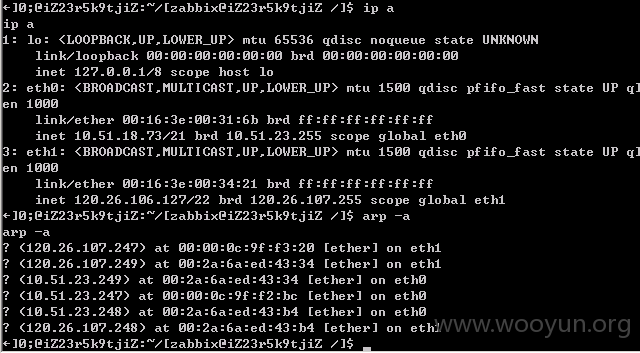 ←]0;@iZ23r5k9tjiZ:~/[zabbix@iZ23r5k9tjiZ /]$ ip a
ip a
1: lo: <LOOPBACK,UP,LOWER_UP> mtu 65536 qdisc noqueue state UNKNOWN
    link/loopback 00:00:00:00:00:00 brd 00:00:00:00:00:00
    inet 127.0.0.1/8 scope host lo
2: eth0: <BROADCAST,MULTICAST,UP,LOWER_UP> mtu 1500 qdisc pfifo_fast state UP ql
en 1000
    link/ether 00:16:3e:00:31:6b brd ff:ff:ff:ff:ff:ff
    inet 10.51.18.73/21 brd 10.51.23.255 scope global eth0
3: eth1: <BROADCAST,MULTICAST,UP,LOWER_UP> mtu 1500 qdisc pfifo_fast state UP ql
en 1000
    link/ether 00:16:3e:00:34:21 brd ff:ff:ff:ff:ff:ff
    inet 120.26.106.127/22 brd 120.26.107.255 scope global eth1
←]0;@iZ23r5k9tjiZ:~/[zabbix@iZ23r5k9tjiZ /]$ arp -a
arp -a
? (120.26.107.247) at 00:00:0c:9f:f3:20 [ether] on eth1
? (120.26.107.249) at 00:2a:6a:ed:43:34 [ether] on eth1
? (10.51.23.249) at 00:2a:6a:ed:43:34 [ether] on eth0
? (10.51.23.247) at 00:00:0c:9f:f2:bc [ether] on eth0
? (10.51.23.248) at 00:2a:6a:ed:43:b4 [ether] on eth0
? (120.26.107.248) at 00:2a:6a:ed:43:b4 [ether] on eth1
www.wooyun.org
←]0;@iZ23r5k9tjiZ:~/[zabbix@iZ23r5k9tjiZ /]$